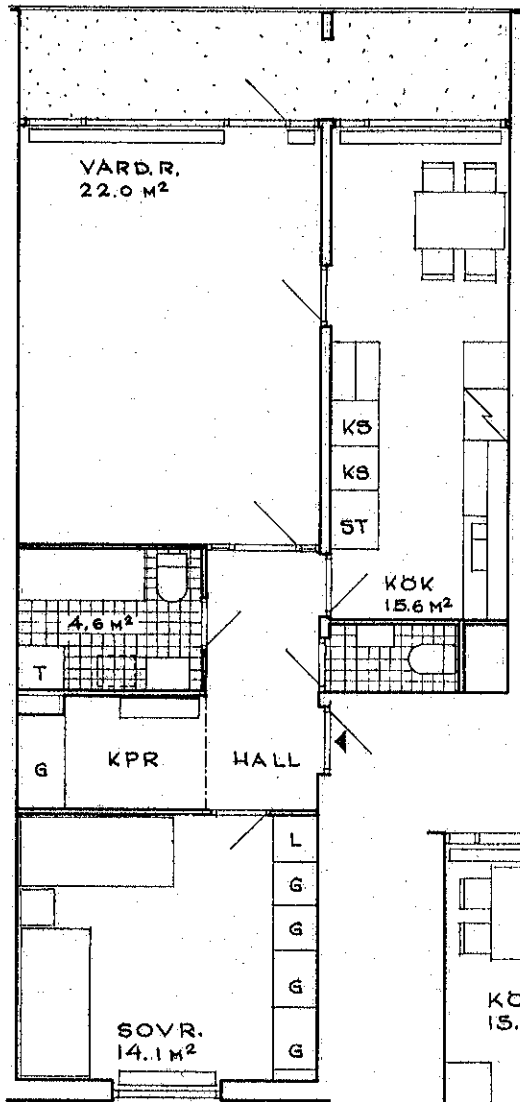 VARD.R.
22.0 M²
KS
KS
ST
KÖK
15.6 M²
4.6 M²
T
G
KPR
HALL
L
G
G
G
G
SOVR.
14.1 M²
KÖ
15.